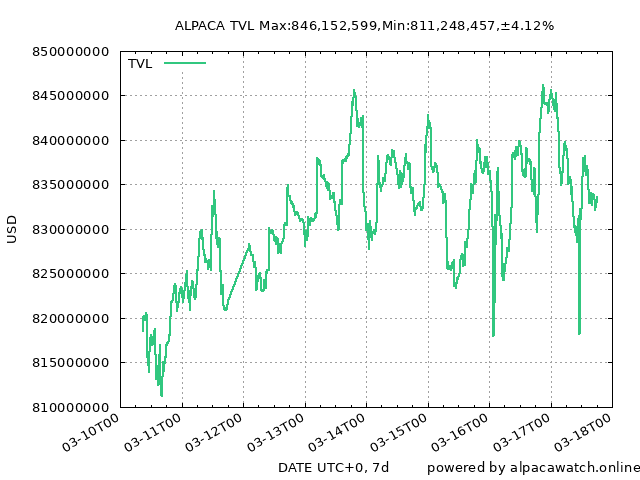 ALPACA TVL Max:846,152,599,Min:811,248,457,±4.12%
TVL
850000000
845000000
840000000
835000000
830000000
825000000
820000000
815000000
810000000
USD
03-10T00
03-11T00
03-12T00
03-13T00
03-14T00
03-15T00
03-16T00
03-17T00
03-18T00
DATE UTC+0, 7d
powered by alpacawatch.online